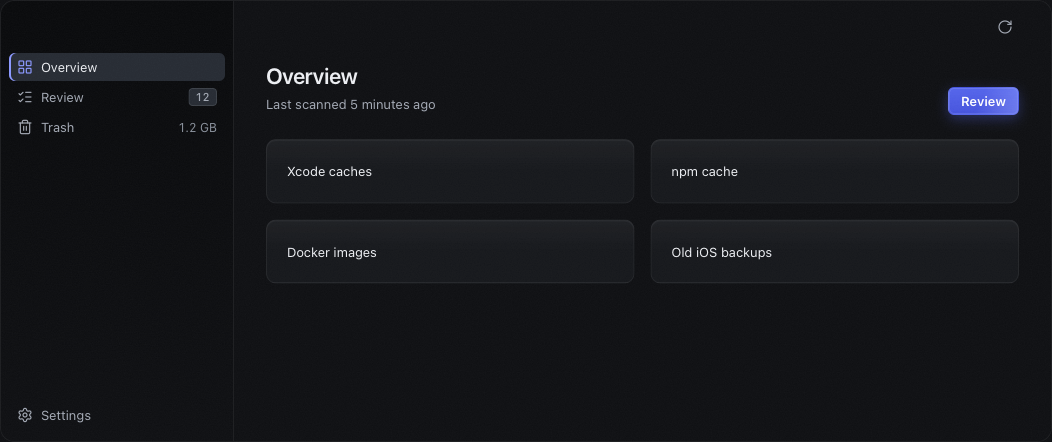 Overview
Review 12
Trash 1.2 GB
Settings
Overview
Last scanned 5 minutes ago
Review
Xcode caches
npm cache
Docker images
Old iOS backups